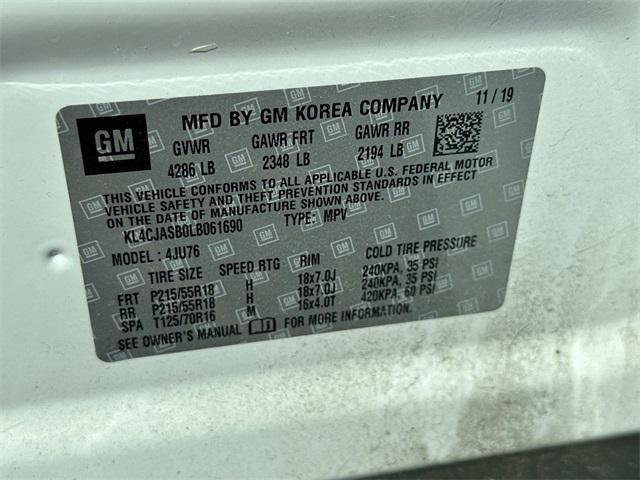 GM
MFD BY GM KOREA COMPANY 11 / 19
GVWR GAWR FRT GAWR RR
4286 LB 2348 LB 2194 LB
THIS VEHICLE CONFORMS TO ALL APPLICABLE U.S. FEDERAL MOTOR
VEHICLE SAFETY AND THEFT PREVENTION STANDARDS IN EFFECT
ON THE DATE OF MANUFACTURE SHOWN ABOVE.
KL4CJASB0LB061690 TYPE: MPV
MODEL : 4JU76
TIRE SIZE SPEED RTG RIM COLD TIRE PRESSURE
FRT P215/55R18 H 18x7.0J 240KPA, 35 PSI
RR P215/55R18 H 18x7.0J 240KPA, 35 PSI
SPA T125/70R16 M 16x4.0T 420KPA, 60 PSI
SEE OWNER'S MANUAL FOR MORE INFORMATION.